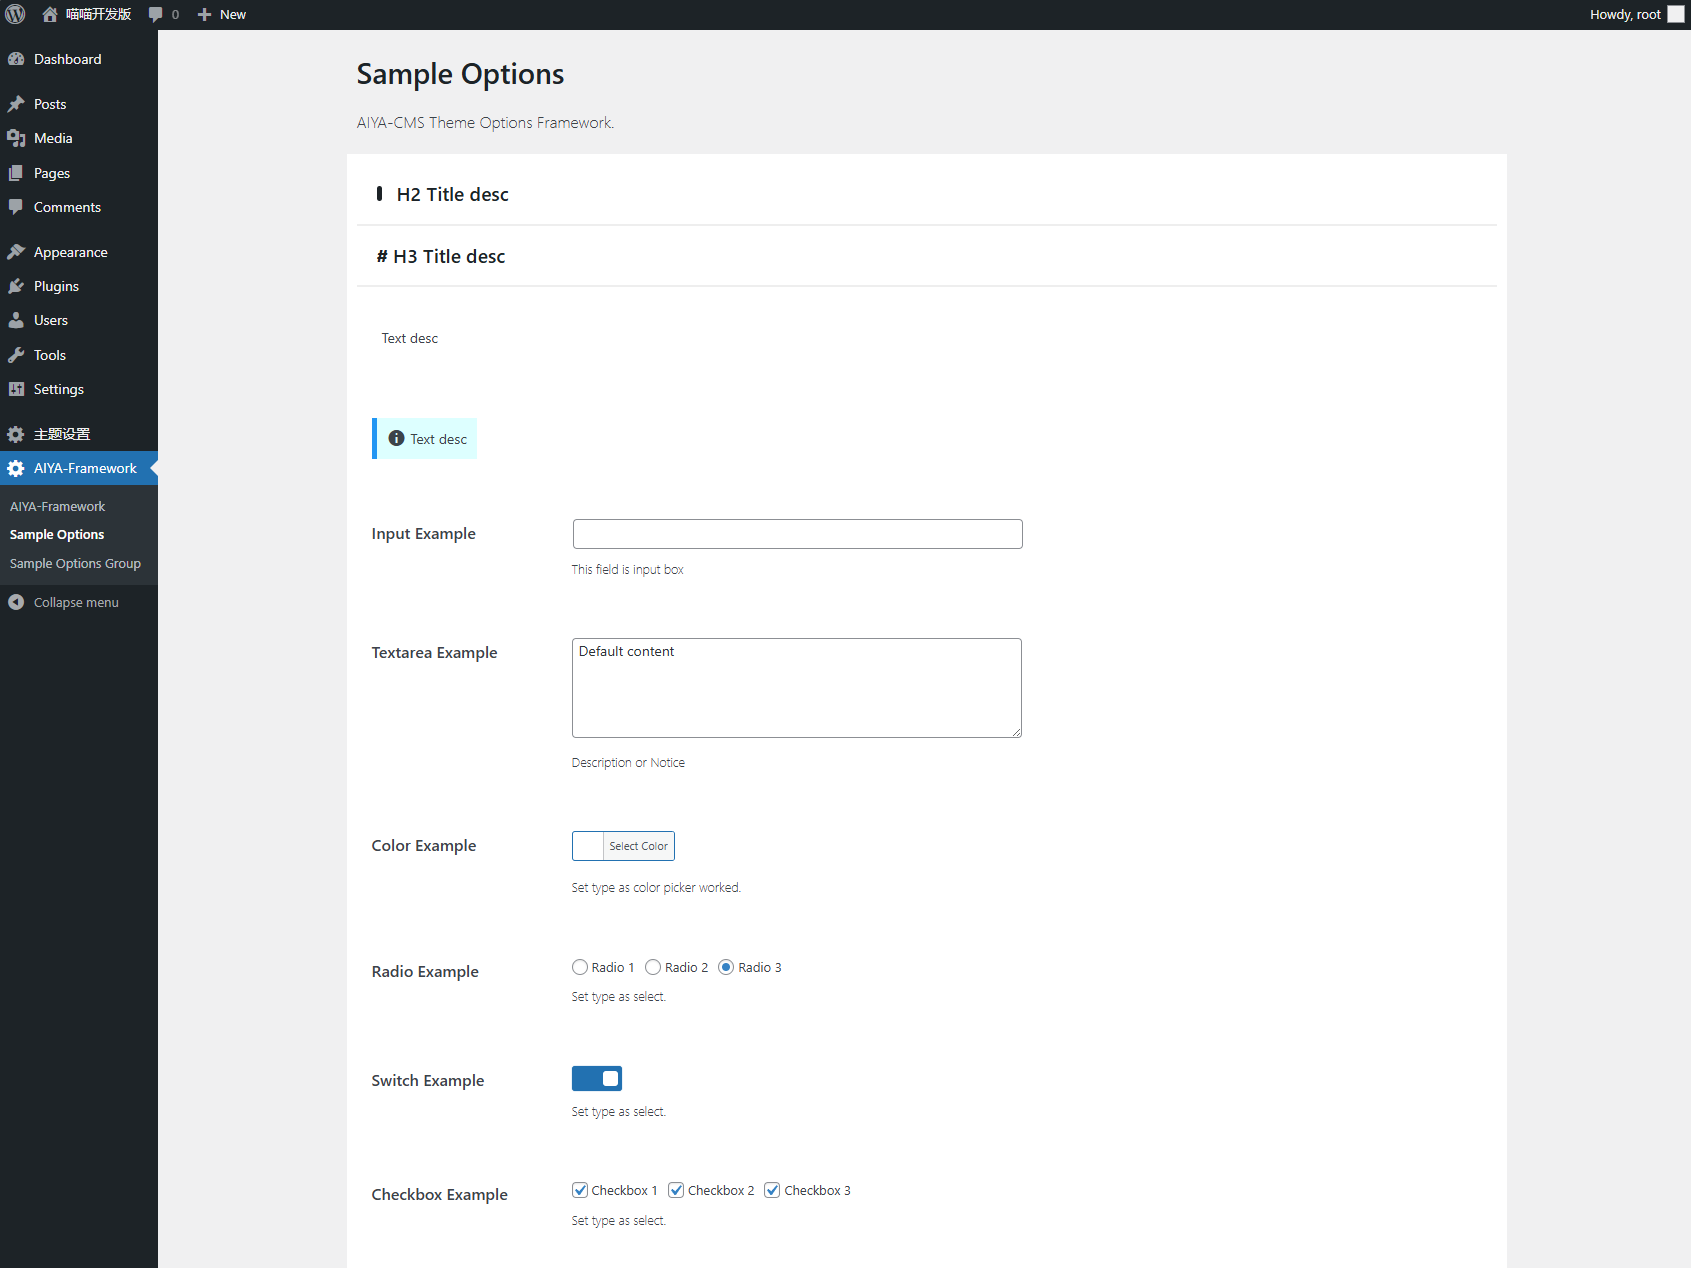 喵喵开发版
0
New
Howdy, root
Dashboard
Posts
Media
Pages
Comments
Appearance
Plugins
Users
Tools
Settings
主题设置
AIYA-Framework
AIYA-Framework
Sample Options
Sample Options Group
Collapse menu
Sample Options
AIYA-CMS Theme Options Framework.
H2 Title desc
# H3 Title desc
Text desc
Text desc
Input Example
This field is input box
Textarea Example
Default content
Description or Notice
Color Example
Select Color
Set type as color picker worked.
Radio Example
Radio 1 Radio 2 Radio 3
Set type as select.
Switch Example
Set type as select.
Checkbox Example
Checkbox 1 Checkbox 2 Checkbox 3
Set type as select.